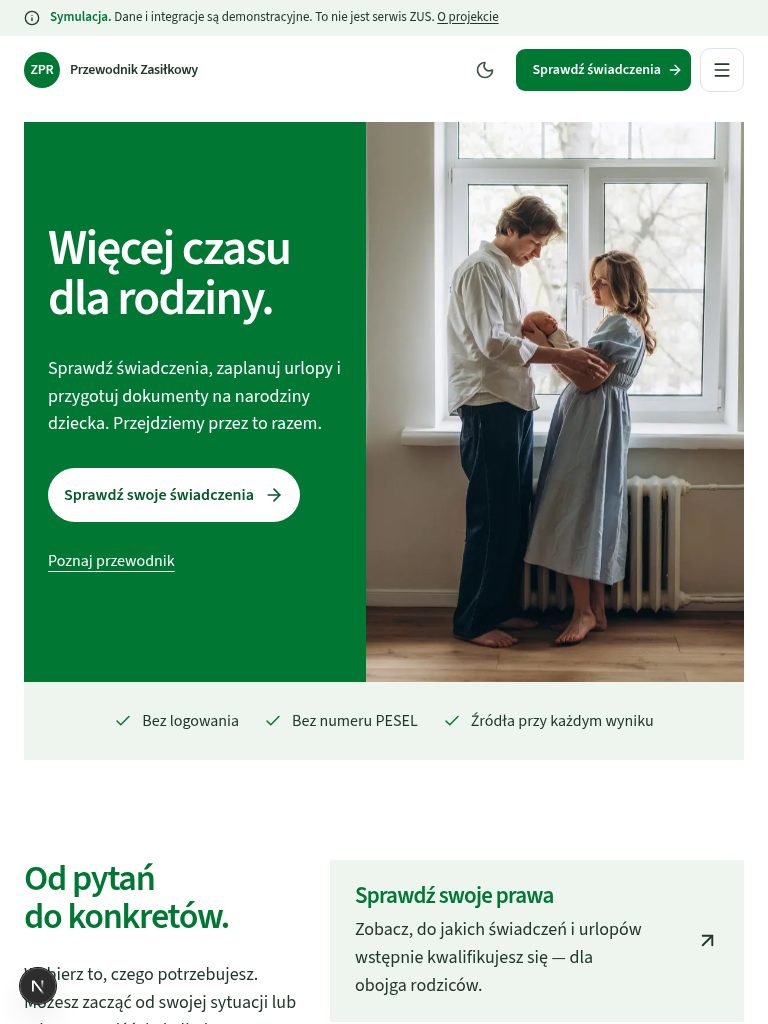 Symulacja. Dane i integracje są demonstracyjne. To nie jest serwis ZUS. O projekcie
ZPR Przewodnik Zasiłkowy
Sprawdź świadczenia
Więcej czasu
dla rodziny.
Sprawdź świadczenia, zaplanuj urlopy i
przygotuj dokumenty na narodziny
dziecka. Przejdziemy przez to razem.
Sprawdź swoje świadczenia
Poznaj przewodnik
Bez logowania
Bez numeru PESEL
Źródła przy każdym wyniku
Od pytań
do konkretów.
to, czego potrzebujesz.
zacząć od swojej sytuacji lub
Sprawdź swoje prawa
Zobacz, do jakich świadczeń i urlopów
wstępnie kwalifikujesz się — dla
obojga rodziców.
N